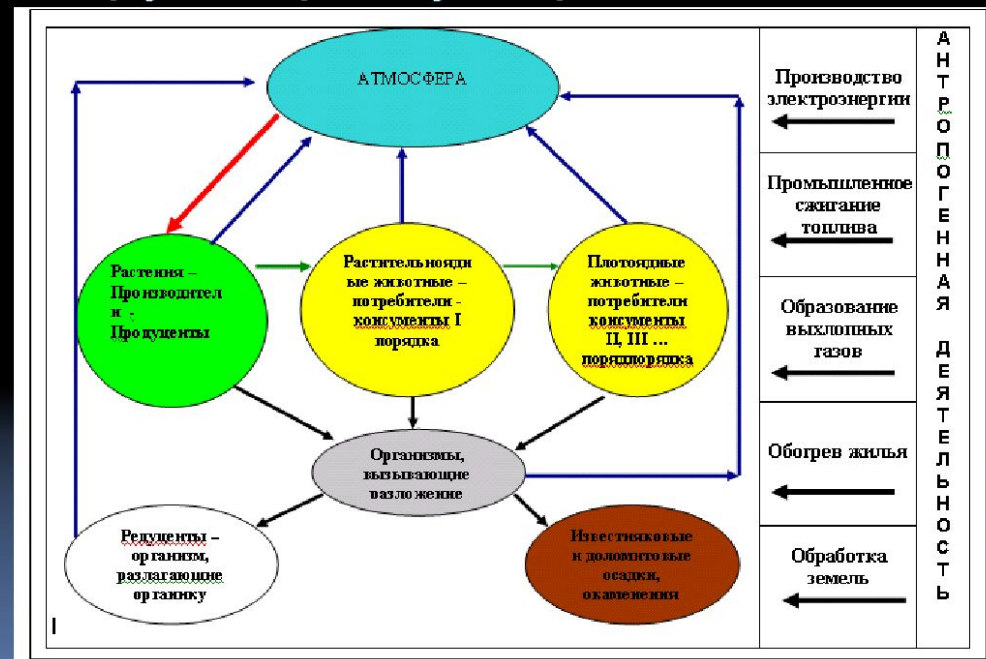 АТМОСФЕРА
Растения –
Производител
и -
Продуценты
Растительнояди
ые животные –
потребители -
консументы I
порядка
Плотоядные
животные –
потребители
консументы
II, III ...
порядпорядка
Организмы,
вызывающие
разложение
Редуценты –
организм,
разлагающие
органику
Известняковые
и доломитовые
осадки,
окаменения
Производство
электроэнергии
Промышленное
сжигание
топлива
Образование
выхлопных
газов
Обогрев жилья
Обработка
земель
АНТРОПОГЕННАЯ ДЕЯТЕЛЬНОСТЬ